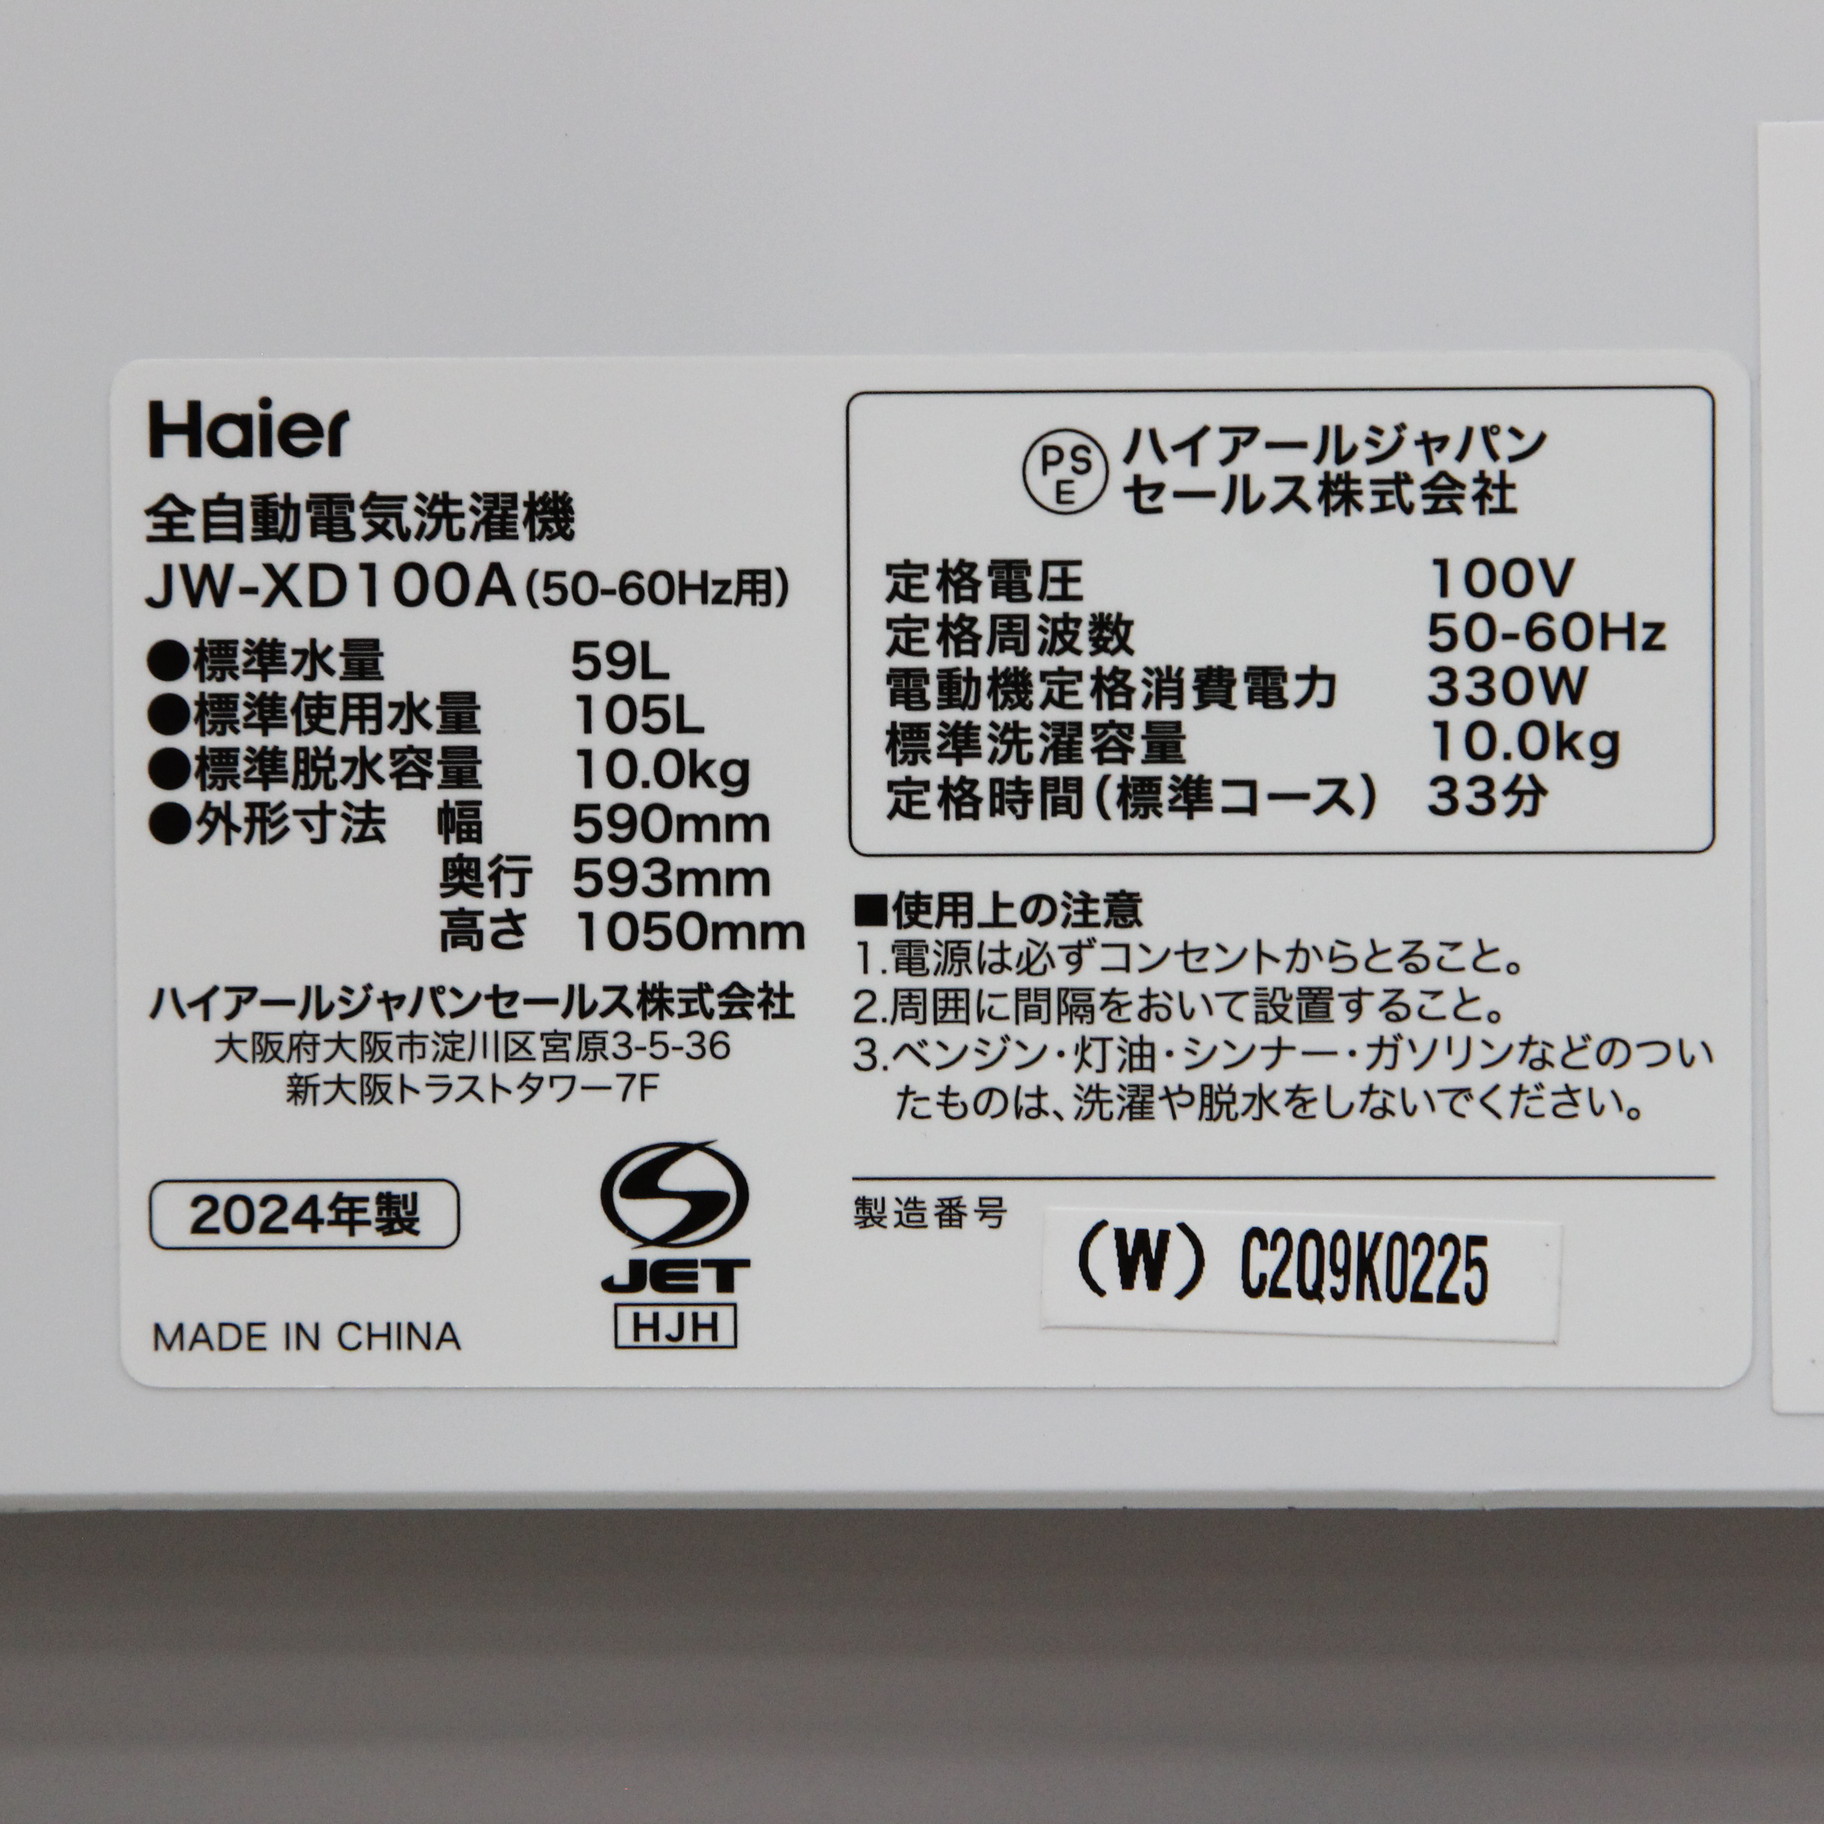 Haier
全自動電気洗濯機
JW-XD100A(50-60Hz用)
●標準水量 59L
●標準使用水量 105L
●標準脱水容量 10.0kg
●外形寸法 幅 590mm
奥行 593mm
高さ 1050mm
ハイアールジャパンセールス株式会社
大阪府大阪市淀川区宮原3-5-36
新大阪トラストタワー7F
2024年製
MADE IN CHINA
JET
HJH
PS
E
ハイアールジャパン
セールス株式会社
定格電圧 100V
定格周波数 50-60Hz
電動機定格消費電力 330W
標準洗濯容量 10.0kg
定格時間(標準コース) 33分
■使用上の注意
1.電源は必ずコンセントからとること。
2.周囲に間隔をおいて設置すること。
3.ベンジン・灯油・シンナー・ガソリンなどのつい
たものは、洗濯や脱水をしないでください。
製造番号
(W) C2Q9K0225